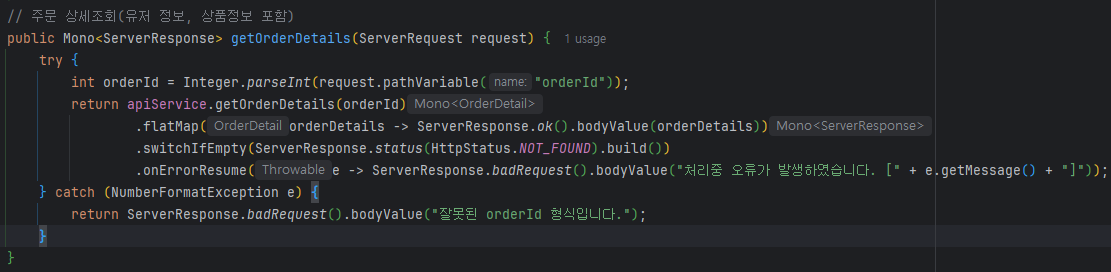 // 주문 상세조회(유저 정보, 상품정보 포함)
public Mono<ServerResponse> getOrderDetails(ServerRequest request) { 1 usage
    try {
        int orderId = Integer.parseInt(request.pathVariable( name: "orderId"));
        return apiService.getOrderDetails(orderId) Mono<OrderDetail>
                .flatMap( OrderDetail orderDetails -> ServerResponse.ok().bodyValue(orderDetails)) Mono<ServerResponse>
                .switchIfEmpty(ServerResponse.status(HttpStatus.NOT_FOUND).build())
                .onErrorResume( Throwable e -> ServerResponse.badRequest().bodyValue("처리중 오류가 발생하였습니다. [" + e.getMessage() + "]"));
    } catch (NumberFormatException e) {
        return ServerResponse.badRequest().bodyValue("잘못된 orderId 형식입니다.");
    }
}